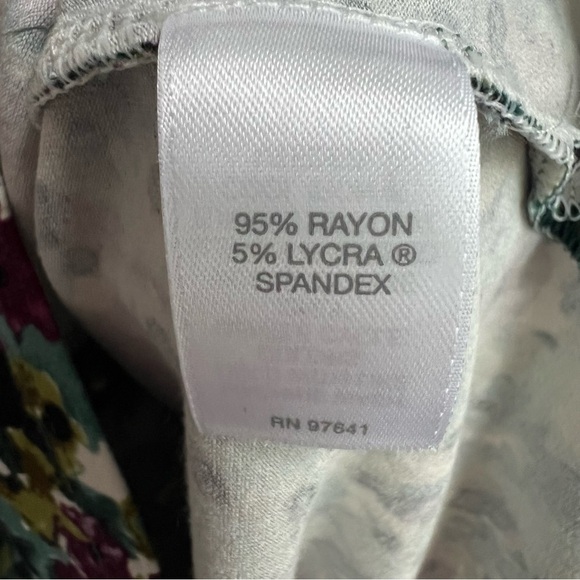 95% RAYON
5% LYCRA ®
SPANDEX
RN 97641